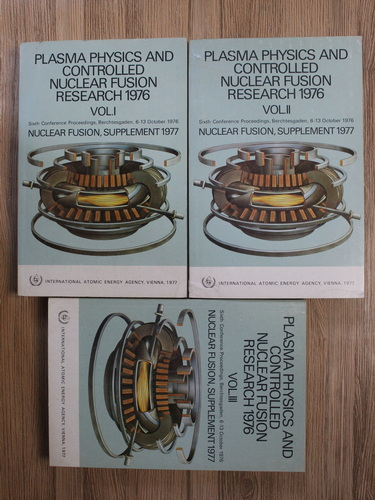 PLASMA PHYSICS AND
CONTROLLED
NUCLEAR FUSION
RESEARCH 1976
VOL.I
Sixth Conference Proceedings, Berchtesgaden, 6-13 October 1976
NUCLEAR FUSION, SUPPLEMENT 1977
INTERNATIONAL ATOMIC ENERGY AGENCY, VIENNA, 1977
PLASMA PHYSICS AND
CONTROLLED
NUCLEAR FUSION
RESEARCH 1976
VOL.II
Sixth Conference Proceedings, Berchtesgaden, 6-13 October 1976
NUCLEAR FUSION, SUPPLEMENT 1977
INTERNATIONAL ATOMIC ENERGY AGENCY, VIENNA, 1977
PLASMA PHYSICS AND
CONTROLLED
NUCLEAR FUSION
RESEARCH 1976
VOL.III
Sixth Conference Proceedings, Berchtesgaden, 6-13 October 1976
NUCLEAR FUSION, SUPPLEMENT 1977
INTERNATIONAL ATOMIC ENERGY AGENCY, VIENNA, 1977